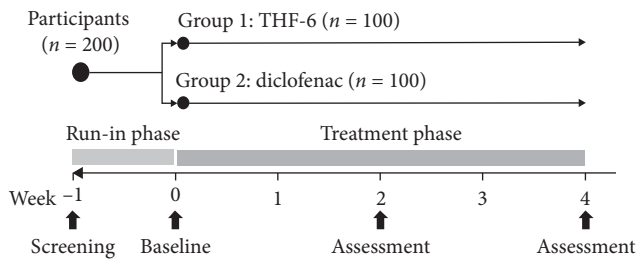 Participants
(n = 200)
Group 1: THF-6 (n = 100)
Group 2: diclofenac (n = 100)
Run-in phase
Treatment phase
Week
–1
0
1
2
3
4
Screening
Baseline
Assessment
Assessment